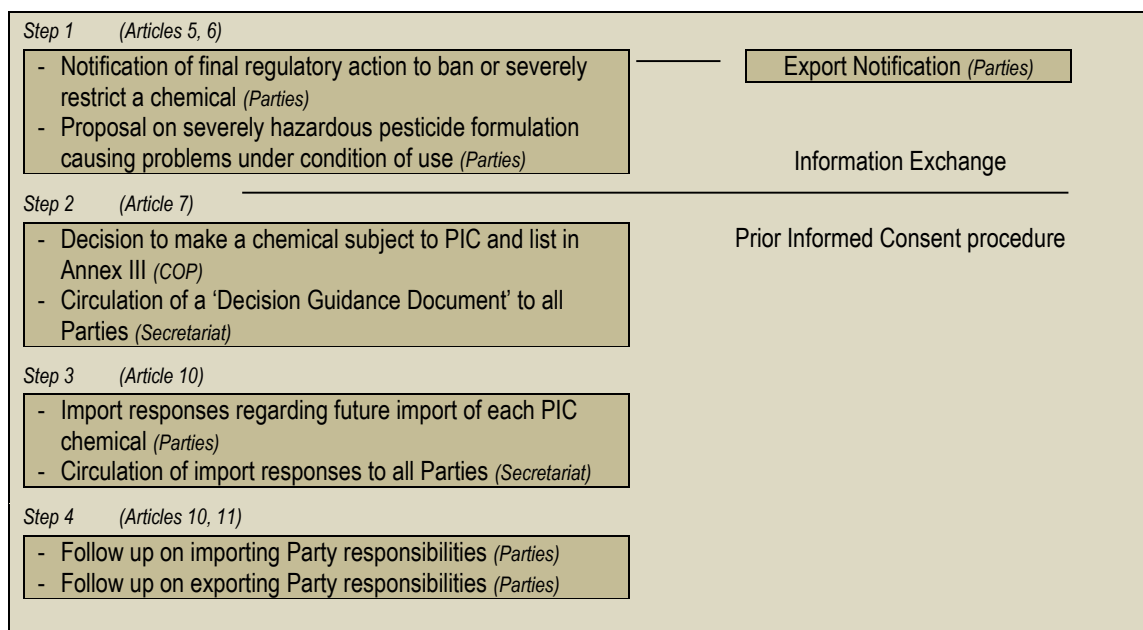 Step 1 (Articles 5, 6)
- Notification of final regulatory action to ban or severely
restrict a chemical (Parties)
- Proposal on severely hazardous pesticide formulation
causing problems under condition of use (Parties)
Export Notification (Parties)
Information Exchange
Step 2 (Article 7)
Prior Informed Consent procedure
- Decision to make a chemical subject to PIC and list in
Annex III (COP)
- Circulation of a ‘Decision Guidance Document’ to all
Parties (Secretariat)
Step 3 (Article 10)
- Import responses regarding future import of each PIC
chemical (Parties)
- Circulation of import responses to all Parties (Secretariat)
Step 4 (Articles 10, 11)
- Follow up on importing Party responsibilities (Parties)
- Follow up on exporting Party responsibilities (Parties)